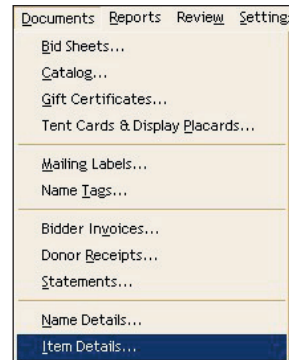 Documents Reports Review Setting
Bid Sheets...
Catalog...
Gift Certificates...
Tent Cards & Display Placards...
Mailing Labels...
Name Tags...
Bidder Invoices...
Donor Receipts...
Statements...
Name Details...
Item Details...